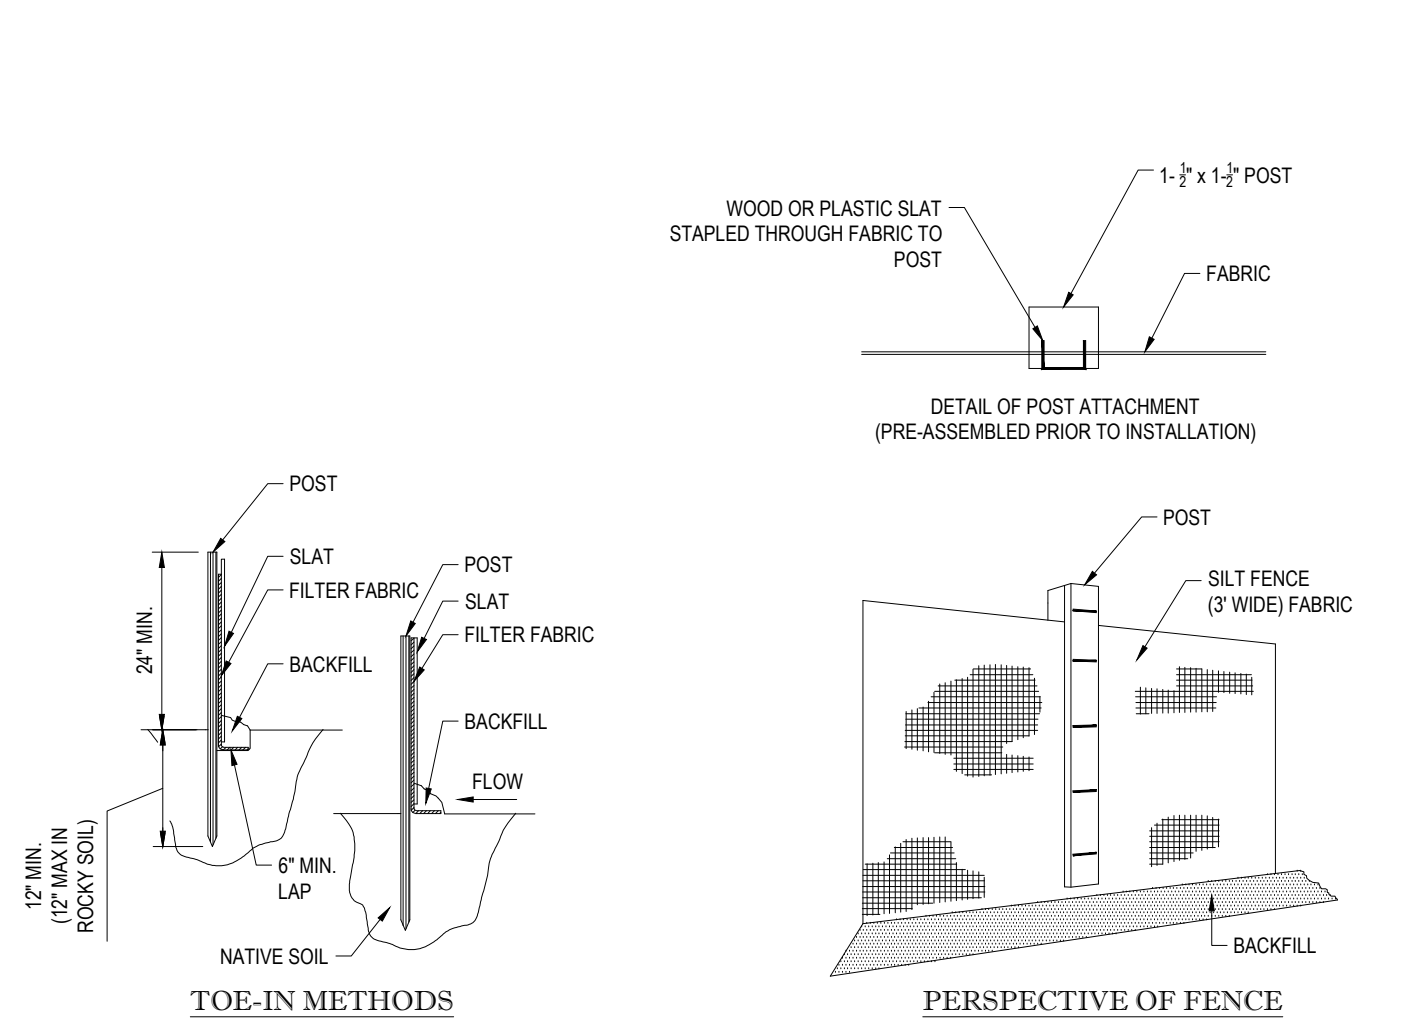 1-1/2" x 1-1/2" POST
WOOD OR PLASTIC SLAT
STAPLED THROUGH FABRIC TO
POST
FABRIC
DETAIL OF POST ATTACHMENT
(PRE-ASSEMBLED PRIOR TO INSTALLATION)
POST
SLAT
FILTER FABRIC
BACKFILL
24" MIN.
12" MIN.
(12" MAX IN
ROCKY SOIL)
6" MIN.
LAP
POST
SLAT
FILTER FABRIC
BACKFILL
FLOW
NATIVE SOIL
TOE-IN METHODS
POST
SILT FENCE
(3' WIDE) FABRIC
BACKFILL
PERSPECTIVE OF FENCE